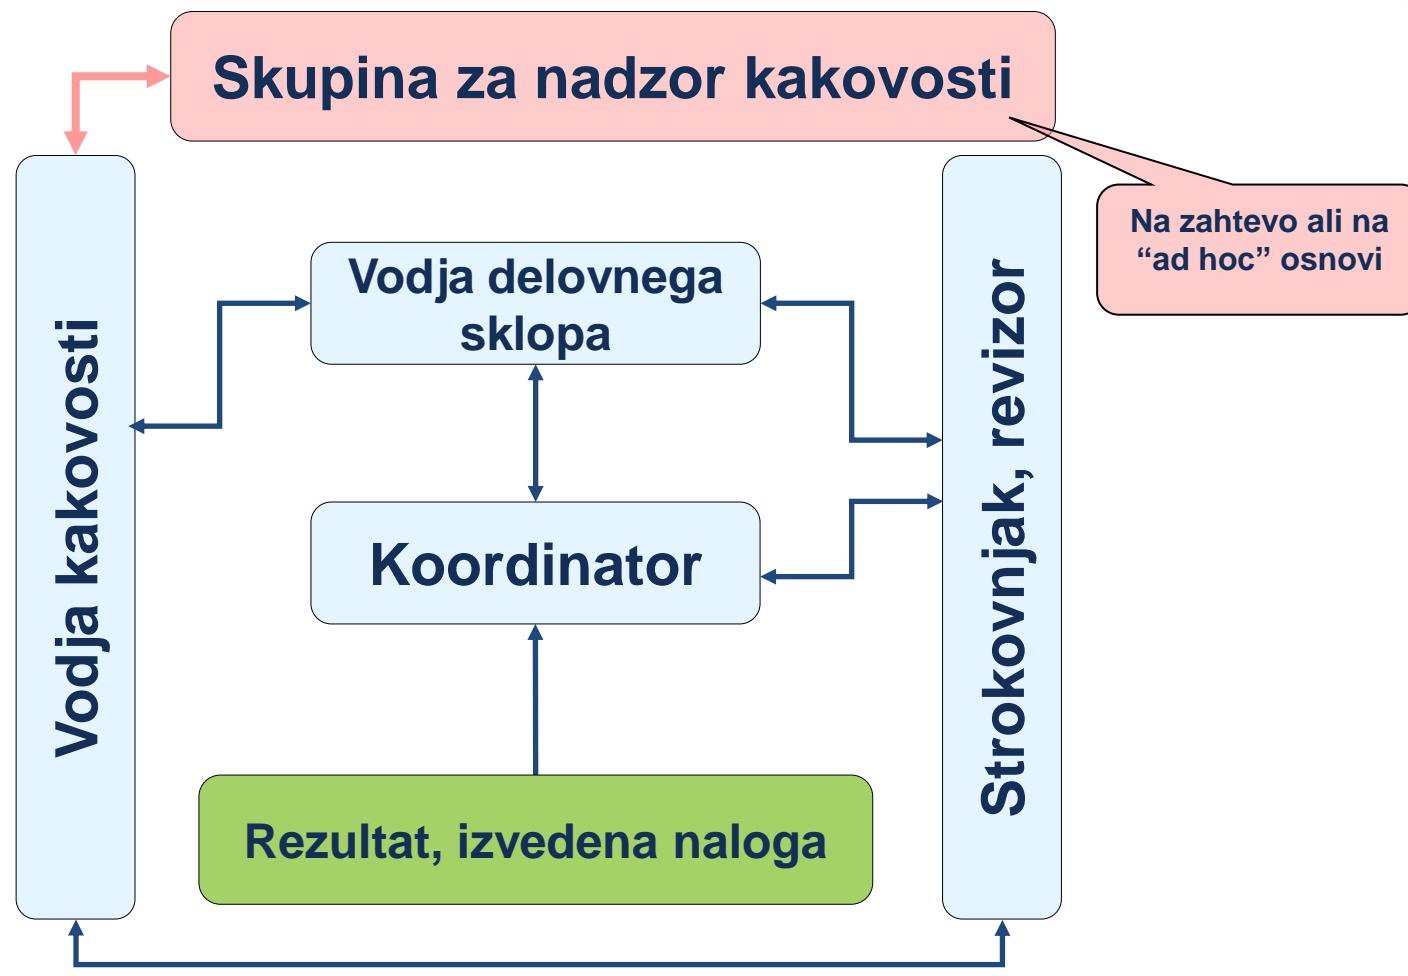 Skupina za nadzor kakovosti
Na zahtevo ali na
“ad hoc” osnovi
Vodja kakovosti
Vodja delovnega
sklopa
Strokovnjak, revizor
Koordinator
Rezultat, izvedena naloga